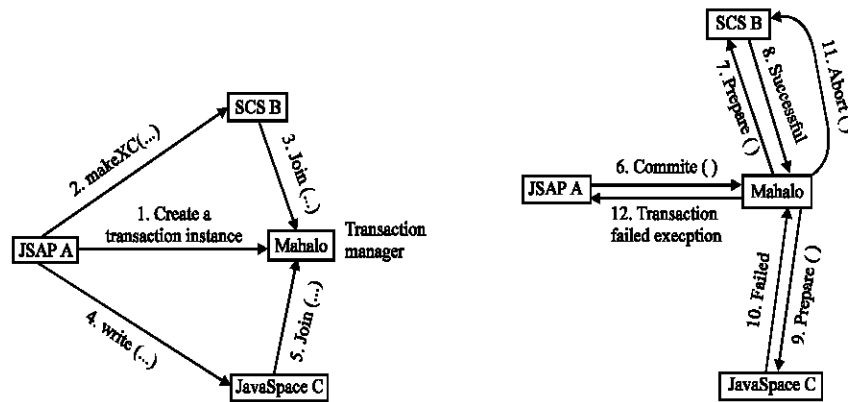 SCS B
2. makeXC(...)
3. Join (...)
1. Create a
transaction instance
JSAP A
Mahalo
Transaction
manager
4. write (...)
5. Join (...)
JavaSpace C
SCS B
7. Prepare ( )
8. Successful
11. Abort ( )
6. Commite ( )
JSAP A
Mahalo
12. Transaction
failed execption
10. Failed
9. Prepare ( )
JavaSpace C